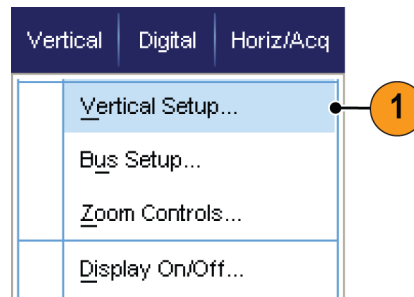 Vertical Digital Horiz/Acq
Vertical Setup... 1
Bus Setup...
Zoom Controls...
Display On/Off...